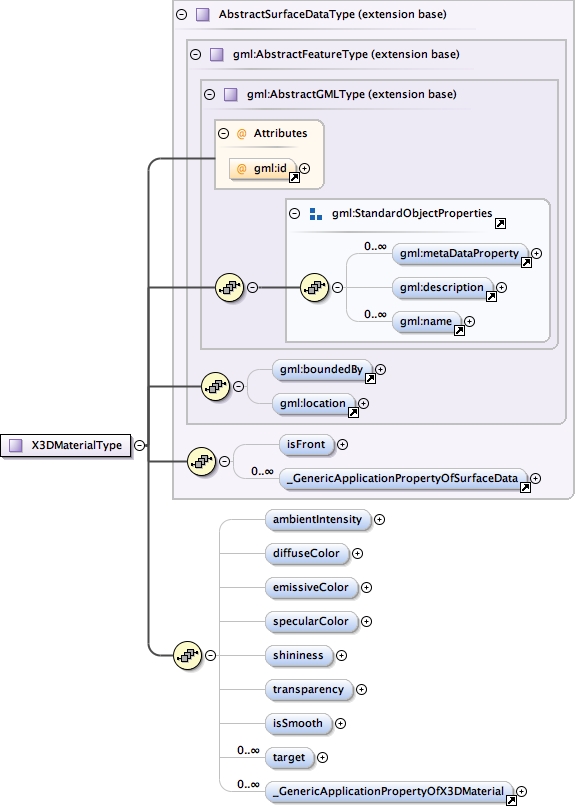 AbstractSurfaceDataType (extension base)
gml:AbstractFeatureType (extension base)
gml:AbstractGMLType (extension base)
@ Attributes
@ gml:id
gml:StandardObjectProperties
0..∞
gml:metaDataProperty
gml:description
0..∞
gml:name
gml:boundedBy
gml:location
X3DMaterialType
isFront
0..∞
_GenericApplicationPropertyOfSurfaceData
ambientIntensity
diffuseColor
emissiveColor
specularColor
shininess
transparency
isSmooth
0..∞
target
0..∞
_GenericApplicationPropertyOfX3DMaterial